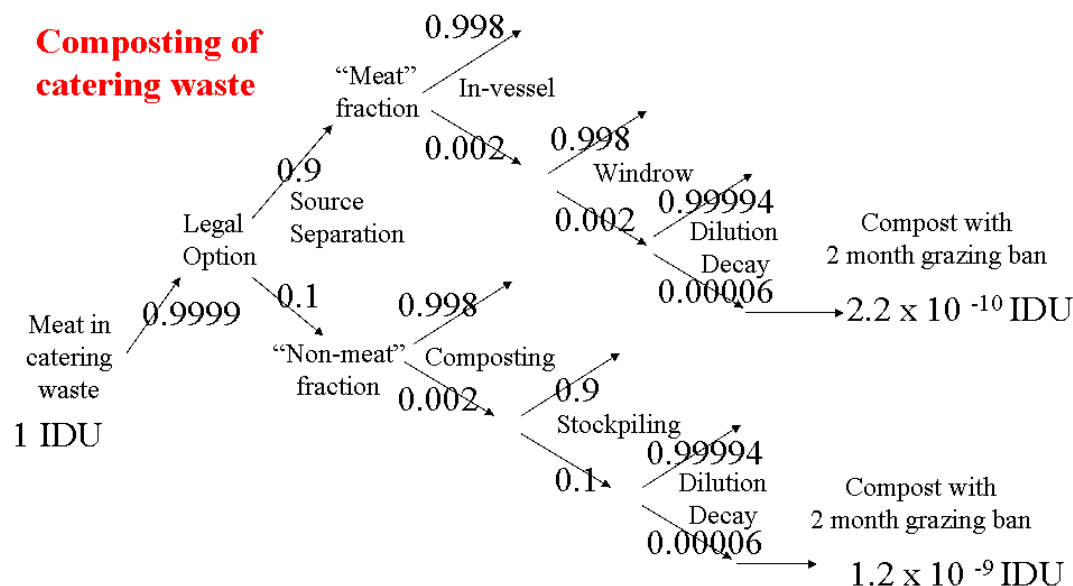 Composting of
catering waste
0.998
“Meat”
fraction
In-vessel
0.002
0.998
Windrow
0.002
0.99994
Dilution
Decay
0.00006
Compost with
2 month grazing ban
2.2 x 10 -10 IDU
0.9
Source
Separation
Legal
Option
0.9999
Meat in
catering
waste
1 IDU
0.1
“Non-meat”
fraction
0.998
Composting
0.002
0.9
Stockpiling
0.1
0.99994
Dilution
Decay
0.00006
Compost with
2 month grazing ban
1.2 x 10 -9 IDU